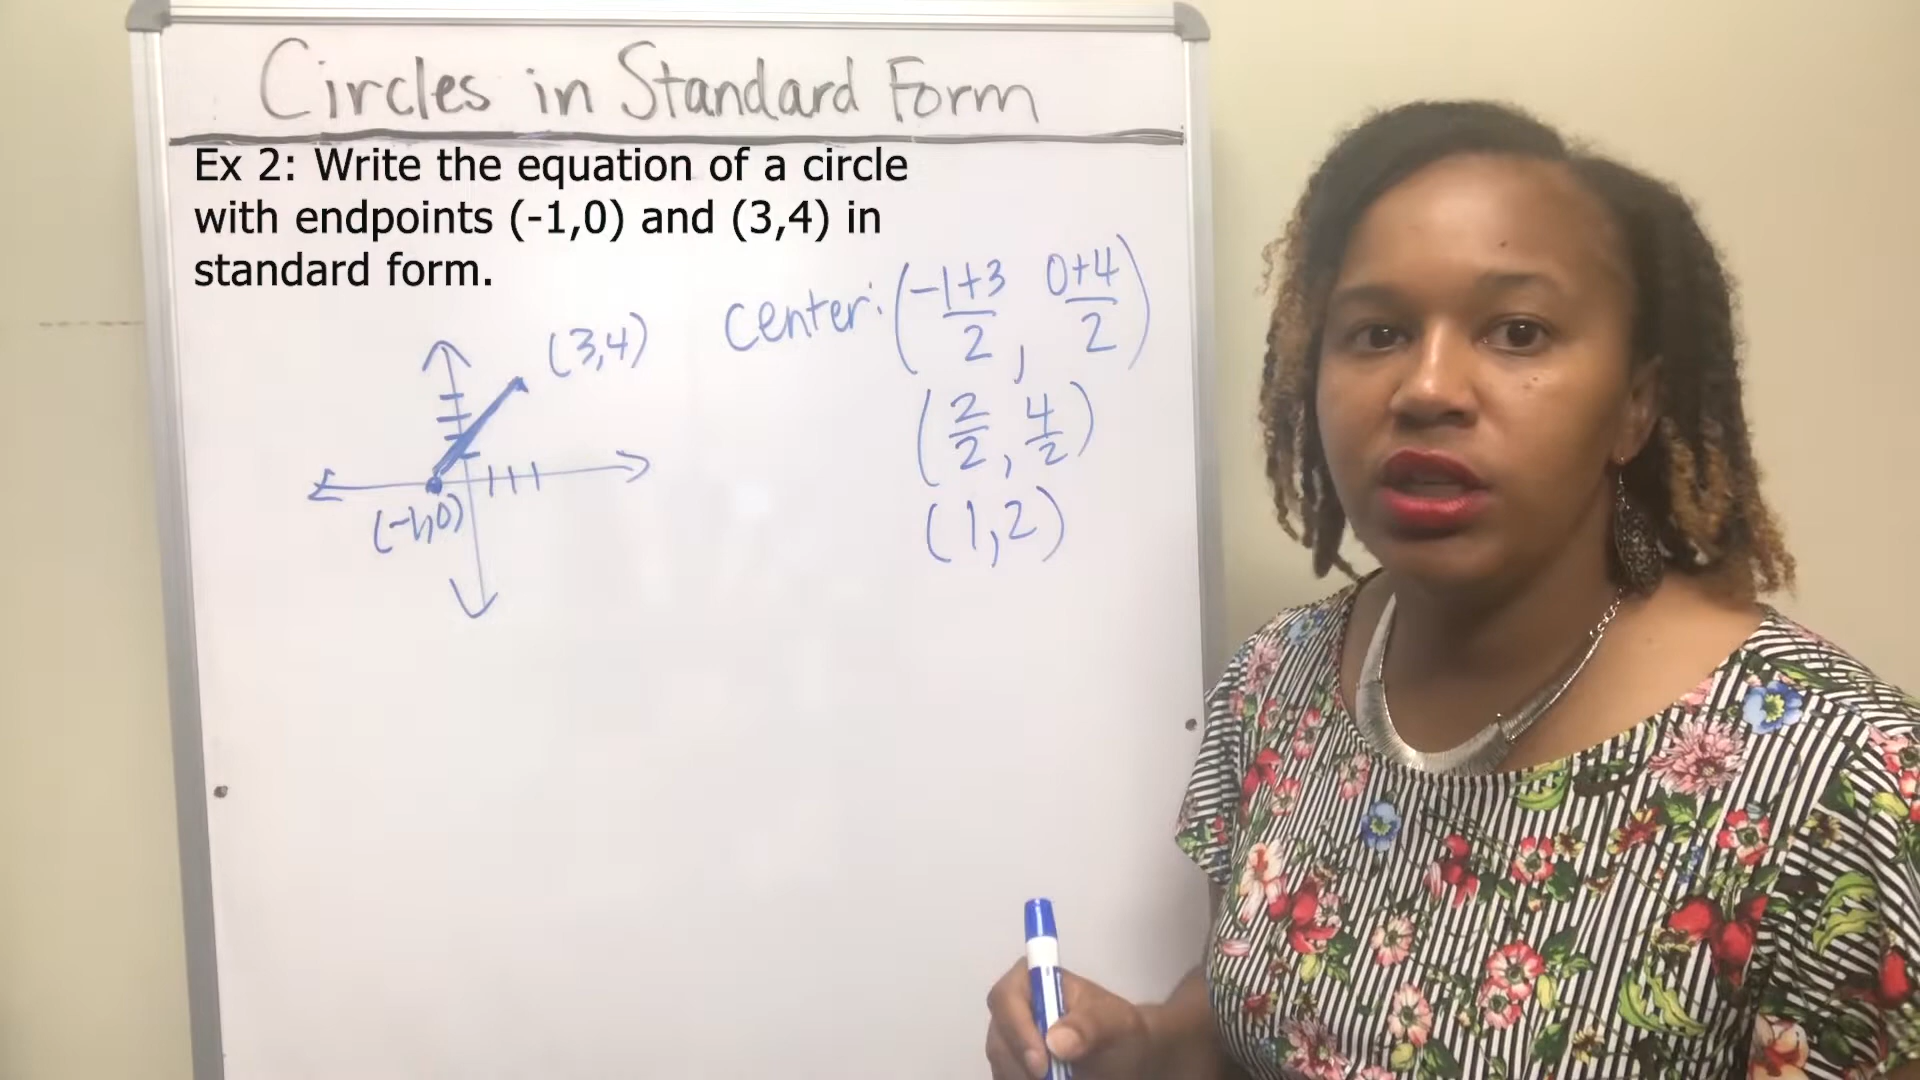 Circles in Standard Form
Ex 2: Write the equation of a circle
with endpoints (-1,0) and (3,4) in
standard form.
center: (-1+3/2, 0+4/2)
(2/2, 4/2)
(1,2)
(3,4)
(-1,0)